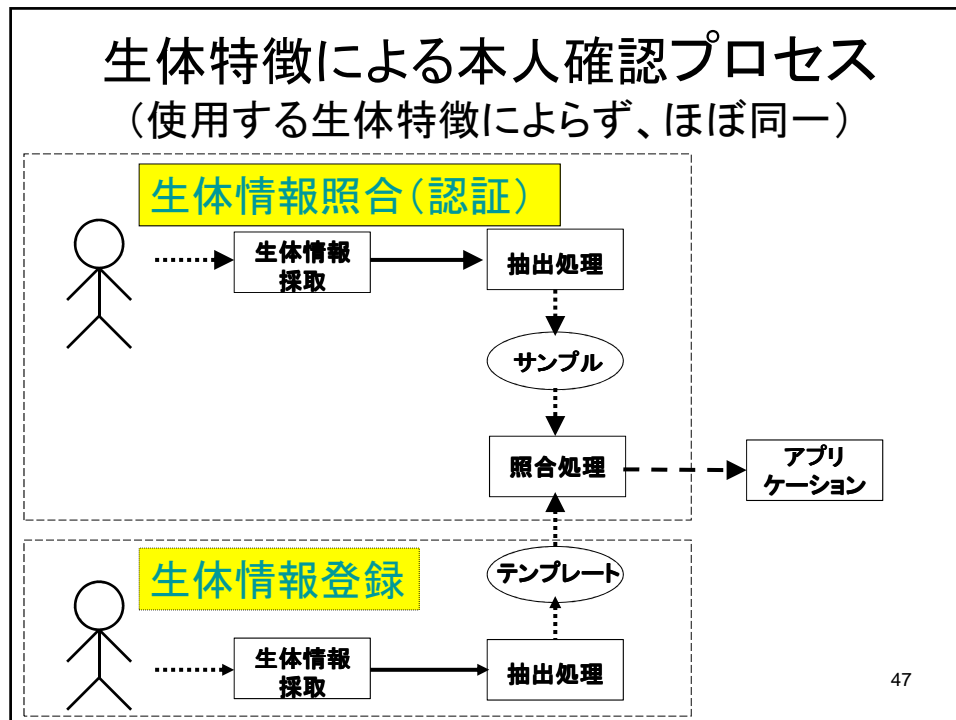 生体特徴による本人確認プロセス
（使用する生体特徴によらず、ほぼ同一）
生体情報照合（認証）
生体情報
採取
抽出処理
サンプル
照合処理
アプリ
ケーション
生体情報登録
テンプレート
生体情報
採取
抽出処理
47